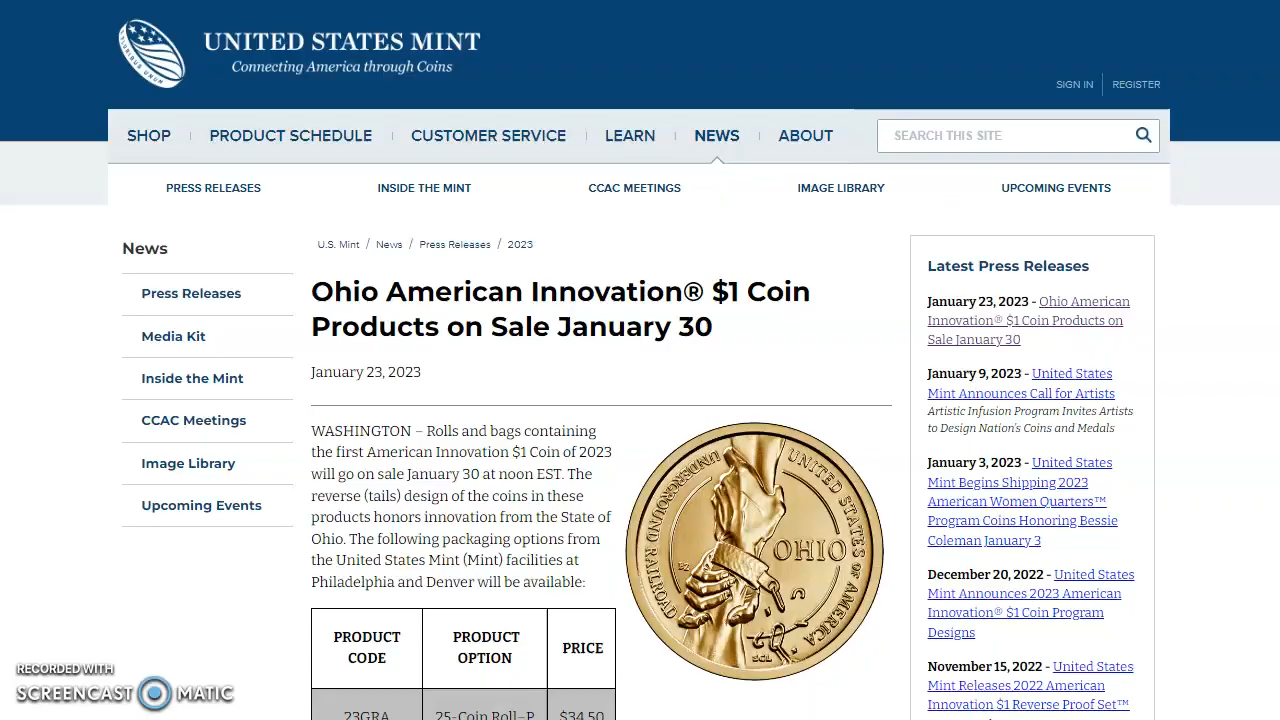 UNITED STATES MINT
Connecting America through Coins
PLURIBUS UNUM
SIGN IN
REGISTER
SHOP
PRODUCT SCHEDULE
CUSTOMER SERVICE
LEARN
NEWS
ABOUT
SEARCH THIS SITE
PRESS RELEASES
INSIDE THE MINT
CCAC MEETINGS
IMAGE LIBRARY
UPCOMING EVENTS
News
Press Releases
Media Kit
Inside the Mint
CCAC Meetings
Image Library
Upcoming Events
U.S. Mint / News / Press Releases / 2023
Ohio American Innovation® $1 Coin
Products on Sale January 30
January 23, 2023
WASHINGTON – Rolls and bags containing
the first American Innovation $1 Coin of 2023
will go on sale January 30 at noon EST. The
reverse (tails) design of the coins in these
products honors innovation from the State of
Ohio. The following packaging options from
the United States Mint (Mint) facilities at
Philadelphia and Denver will be available:
PRODUCT
CODE
PRODUCT
OPTION
PRICE
23GRA
25-Coin Roll–P
$34.50
UNDERGROUND RAILROAD
UNITED STATES OF AMERICA
OHIO
SCL
Latest Press Releases
January 23, 2023 - Ohio American
Innovation® $1 Coin Products on
Sale January 30
January 9, 2023 - United States
Mint Announces Call for Artists
Artistic Infusion Program Invites Artists
to Design Nation's Coins and Medals
January 3, 2023 - United States
Mint Begins Shipping 2023
American Women Quarters™
Program Coins Honoring Bessie
Coleman January 3
December 20, 2022 - United States
Mint Announces 2023 American
Innovation® $1 Coin Program
Designs
November 15, 2022 - United States
Mint Releases 2022 American
Innovation $1 Reverse Proof Set™
RECORDED WITH
SCREENCAST MATIC